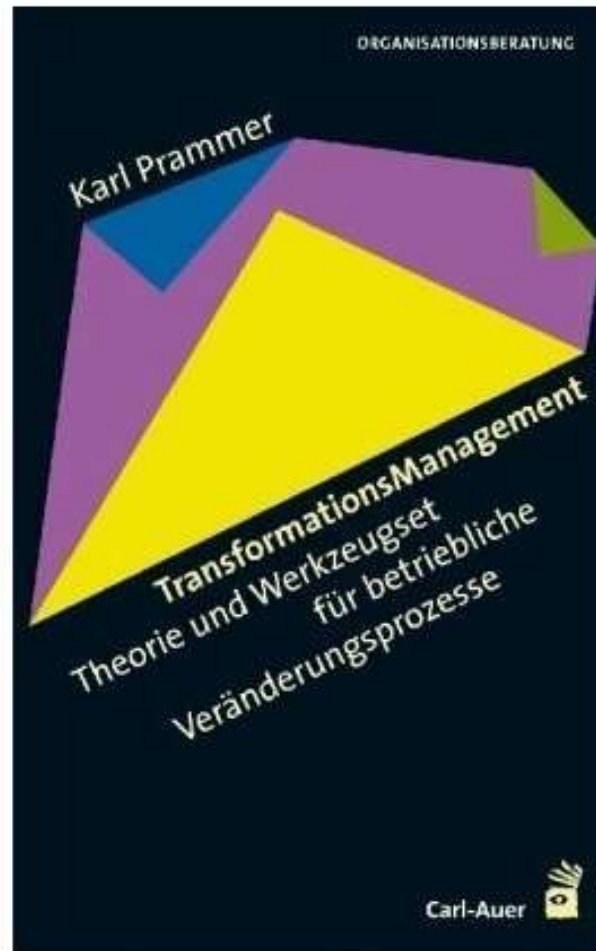 ORGANISATIONSBERATUNG
Karl Prammer
TransformationsManagement
Theorie und Werkzeugset
für betriebliche
Veränderungsprozesse
Carl-Auer